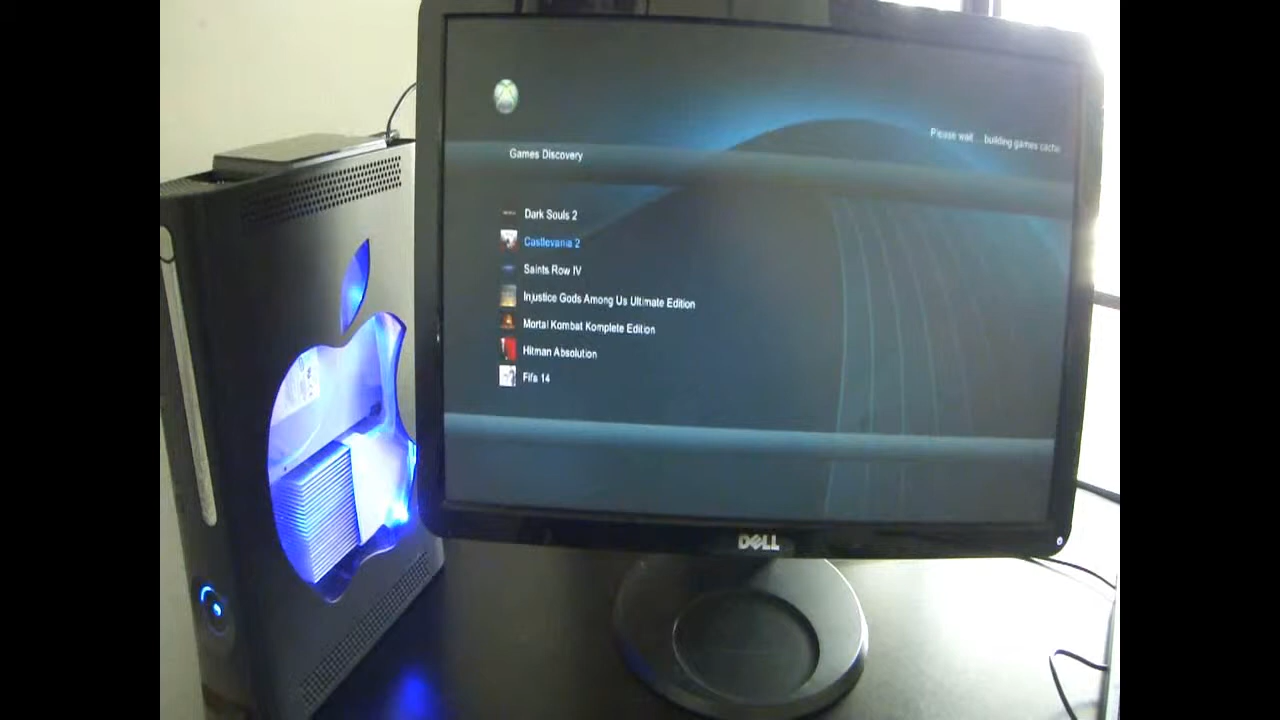 Please wait... building games cache
Games Discovery
Dark Souls 2
Castlevania 2
Saints Row IV
Injustice Gods Among Us Ultimate Edition
Mortal Kombat Komplete Edition
Hitman Absolution
Fifa 14
DELL